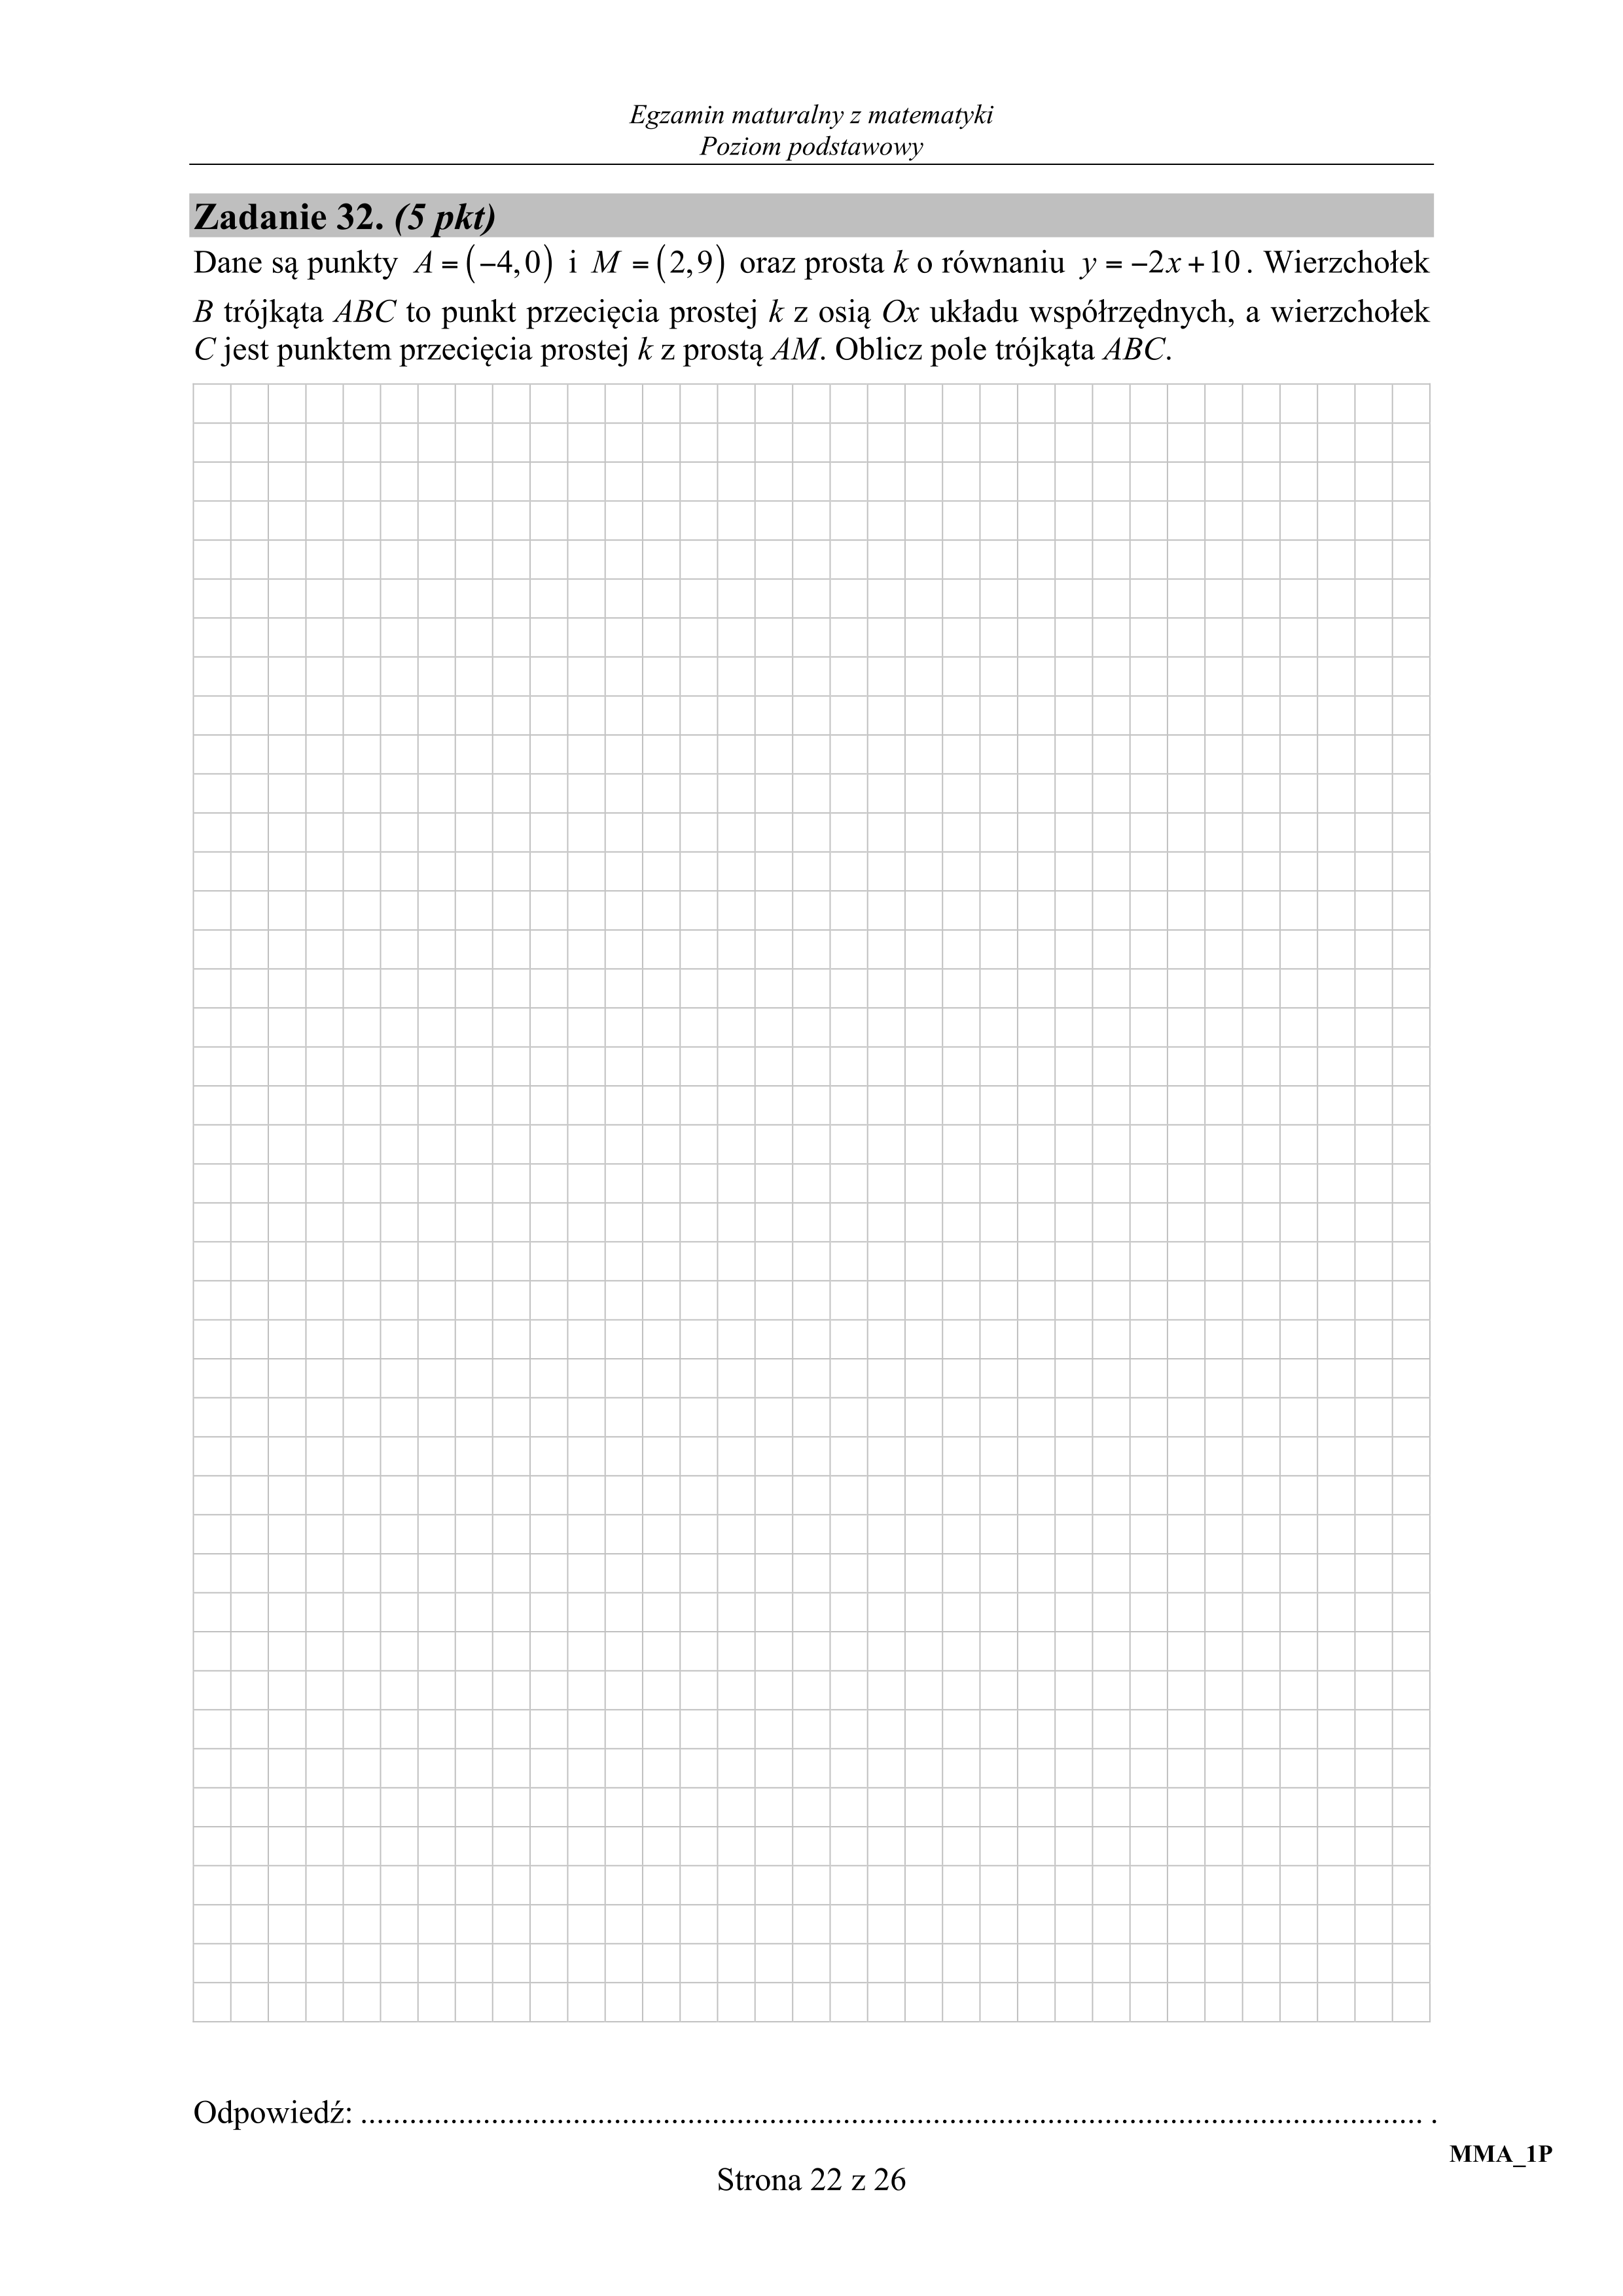 Egzamin maturalny z matematyki
Poziom podstawowy
Zadanie 32. (5 pkt)
Dane są punkty A = (−4, 0) i M = (2, 9) oraz prosta k o równaniu y = −2x + 10. Wierzchołek
B trójkąta ABC to punkt przecięcia prostej k z osią Ox układu współrzędnych, a wierzchołek
C jest punktem przecięcia prostej k z prostą AM. Oblicz pole trójkąta ABC.
Odpowiedź: .................................................................................................................................... .
MMA_1P
Strona 22 z 26